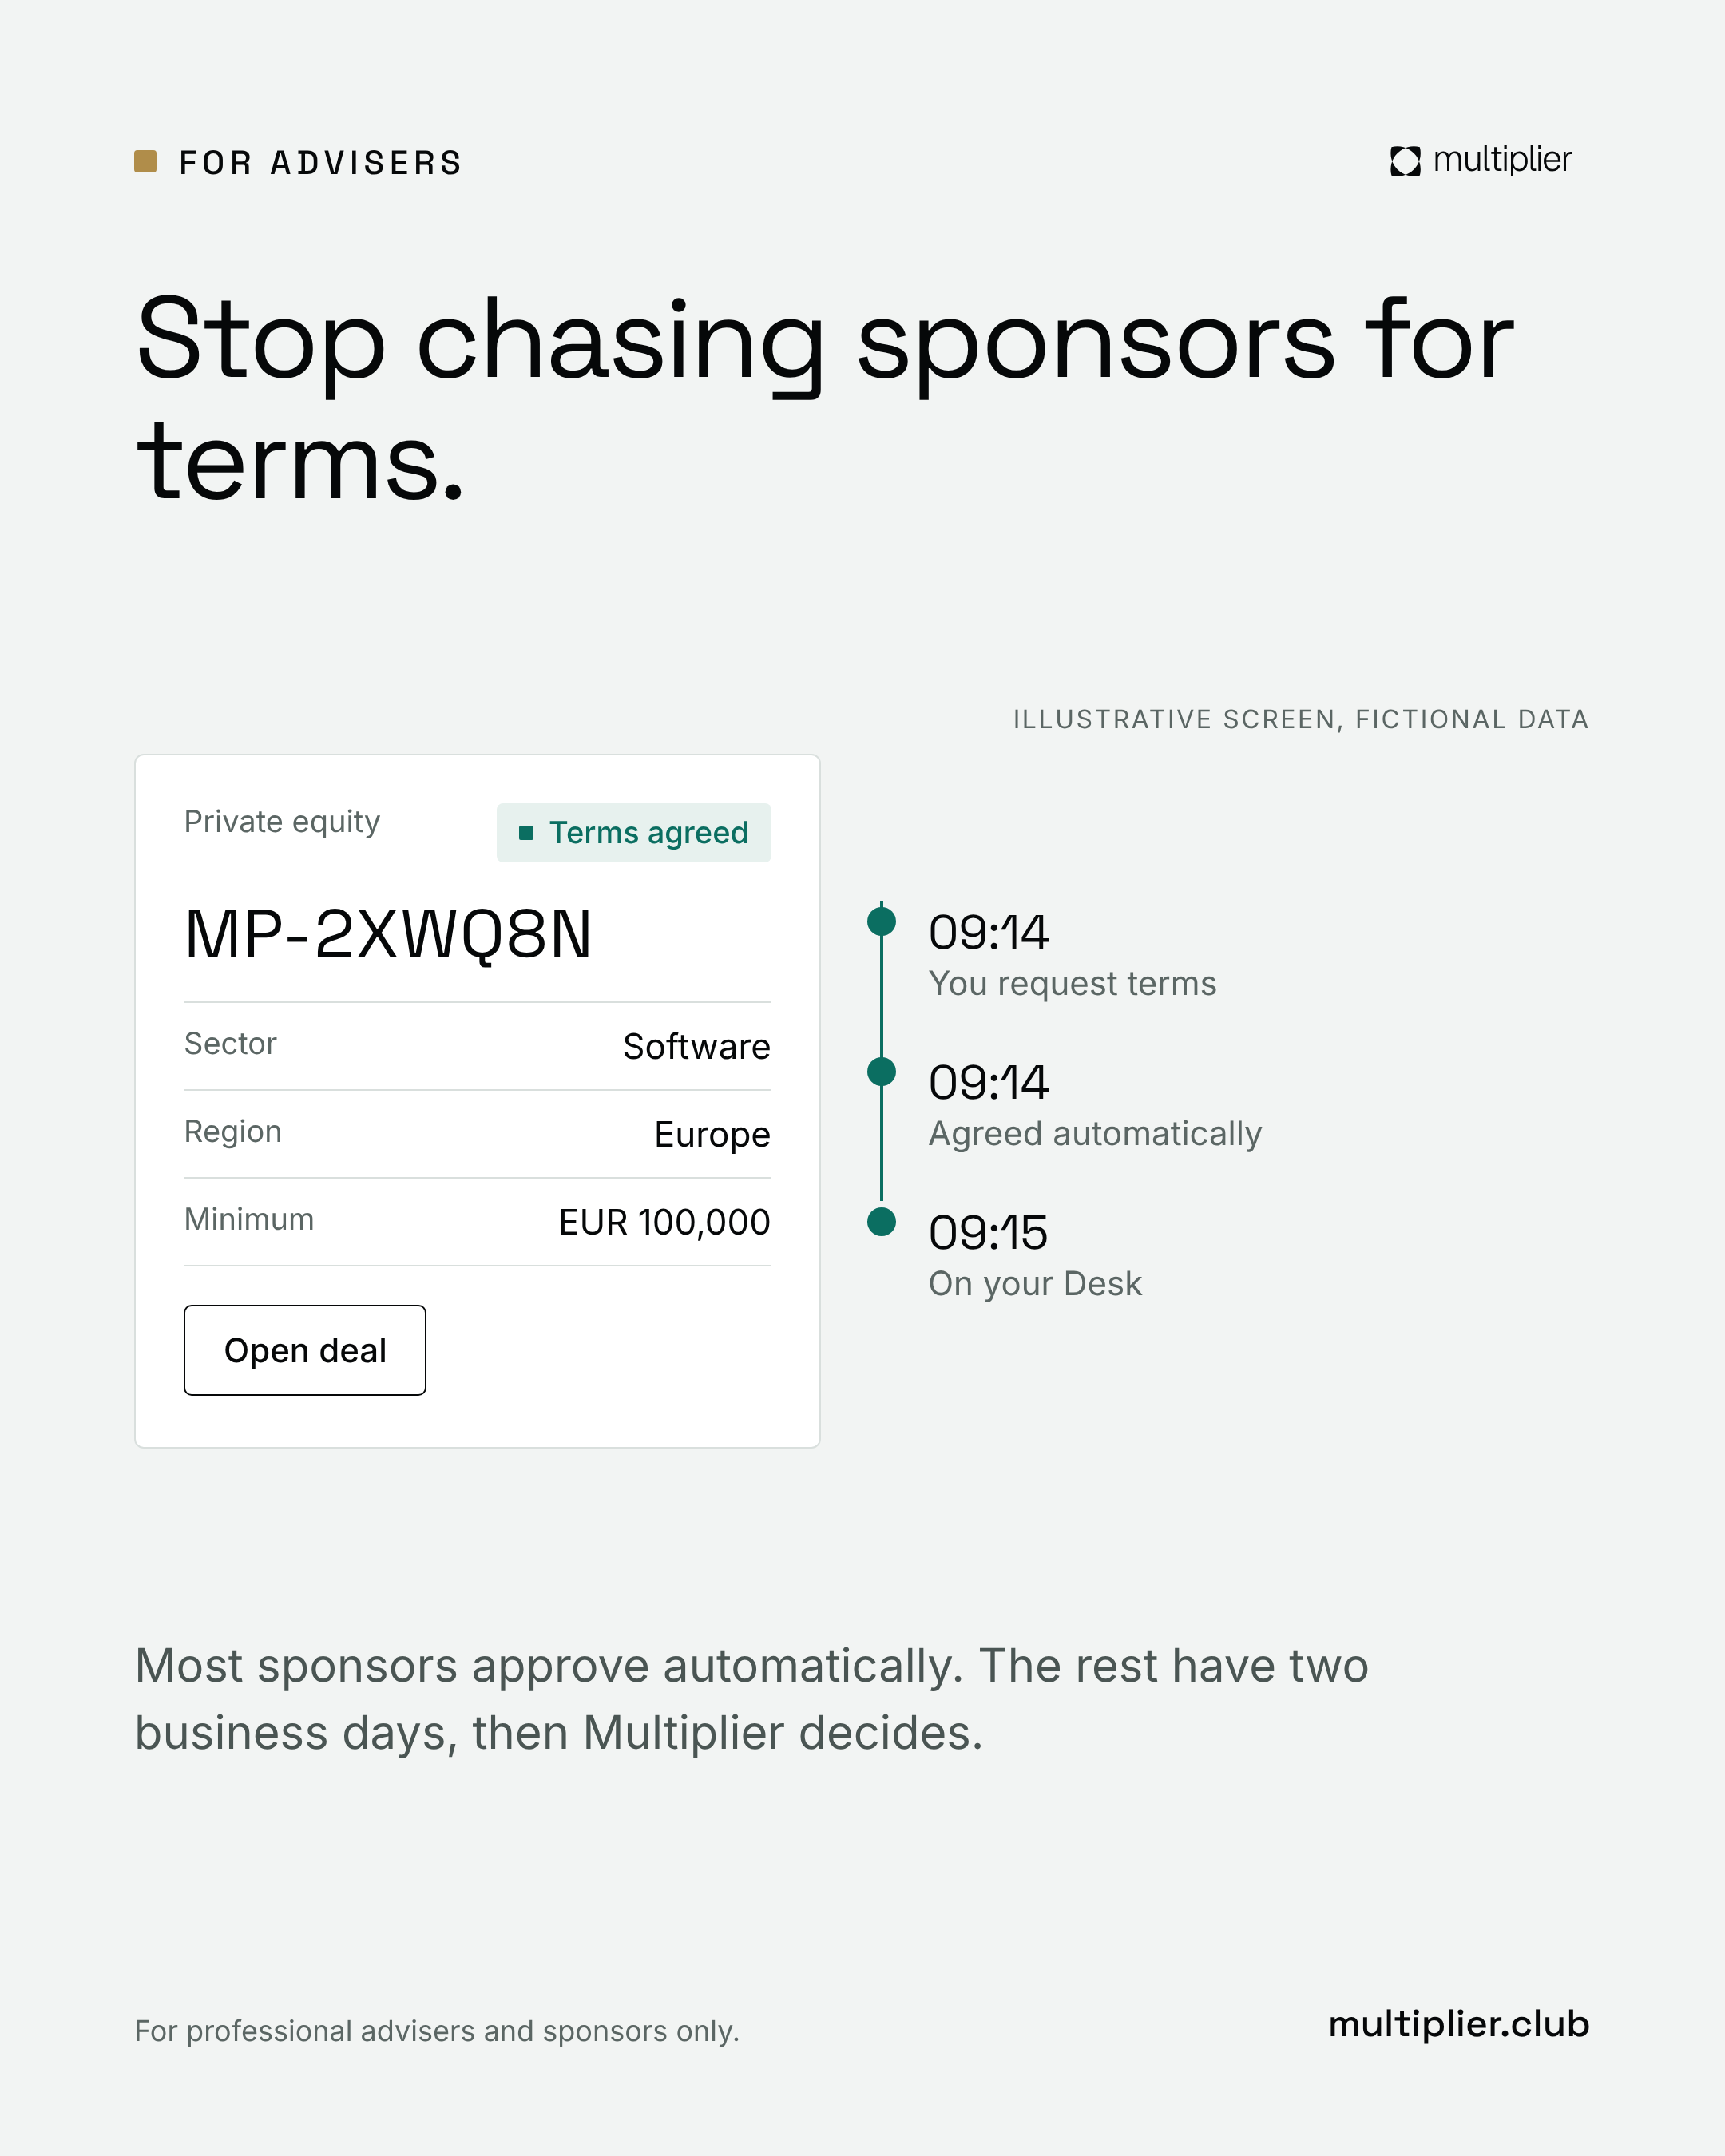 FOR ADVISERS
multiplier
Stop chasing sponsors for
terms.
ILLUSTRATIVE SCREEN, FICTIONAL DATA
Private equity
Terms agreed
MP-2XWQ8N
Sector
Software
Region
Europe
Minimum
EUR 100,000
Open deal
09:14
You request terms
09:14
Agreed automatically
09:15
On your Desk
Most sponsors approve automatically. The rest have two
business days, then Multiplier decides.
For professional advisers and sponsors only.
multiplier.club